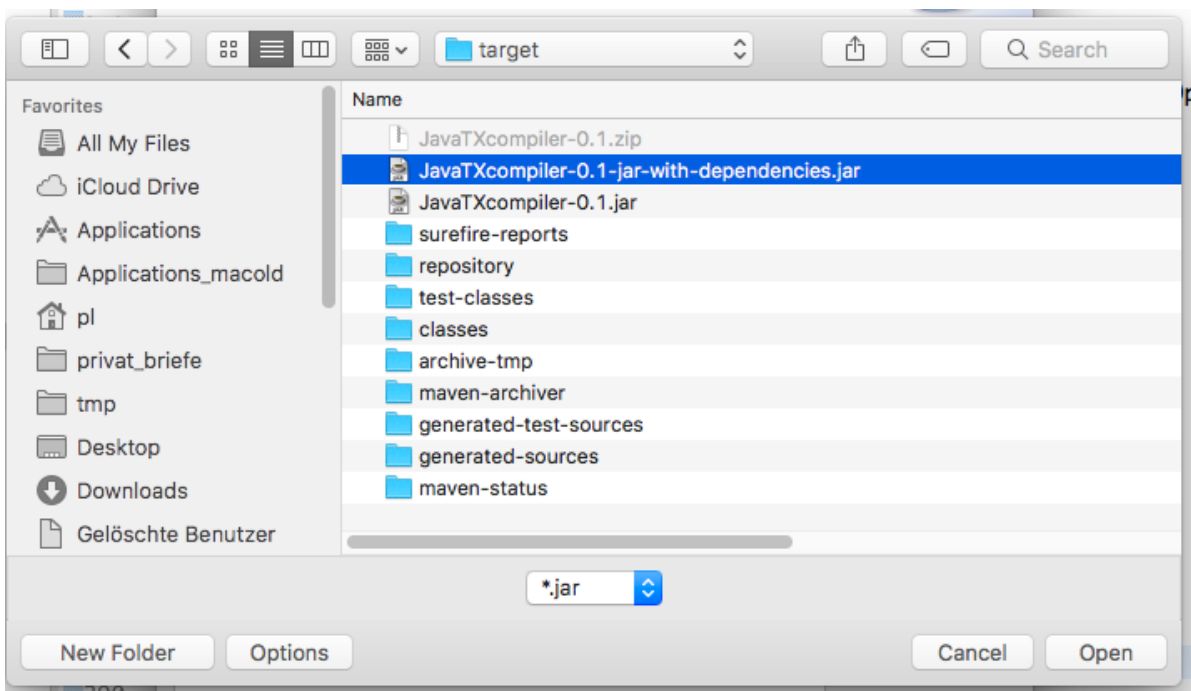 target
Search
Favorites
All My Files
iCloud Drive
Applications
Applications_macold
pl
privat_briefe
tmp
Desktop
Downloads
Gelöschte Benutzer
Name
JavaTXcompiler-0.1.zip
JavaTXcompiler-0.1-jar-with-dependencies.jar
JavaTXcompiler-0.1.jar
surefire-reports
repository
test-classes
classes
archive-tmp
maven-archiver
generated-test-sources
generated-sources
maven-status
*.jar
New Folder
Options
Cancel
Open